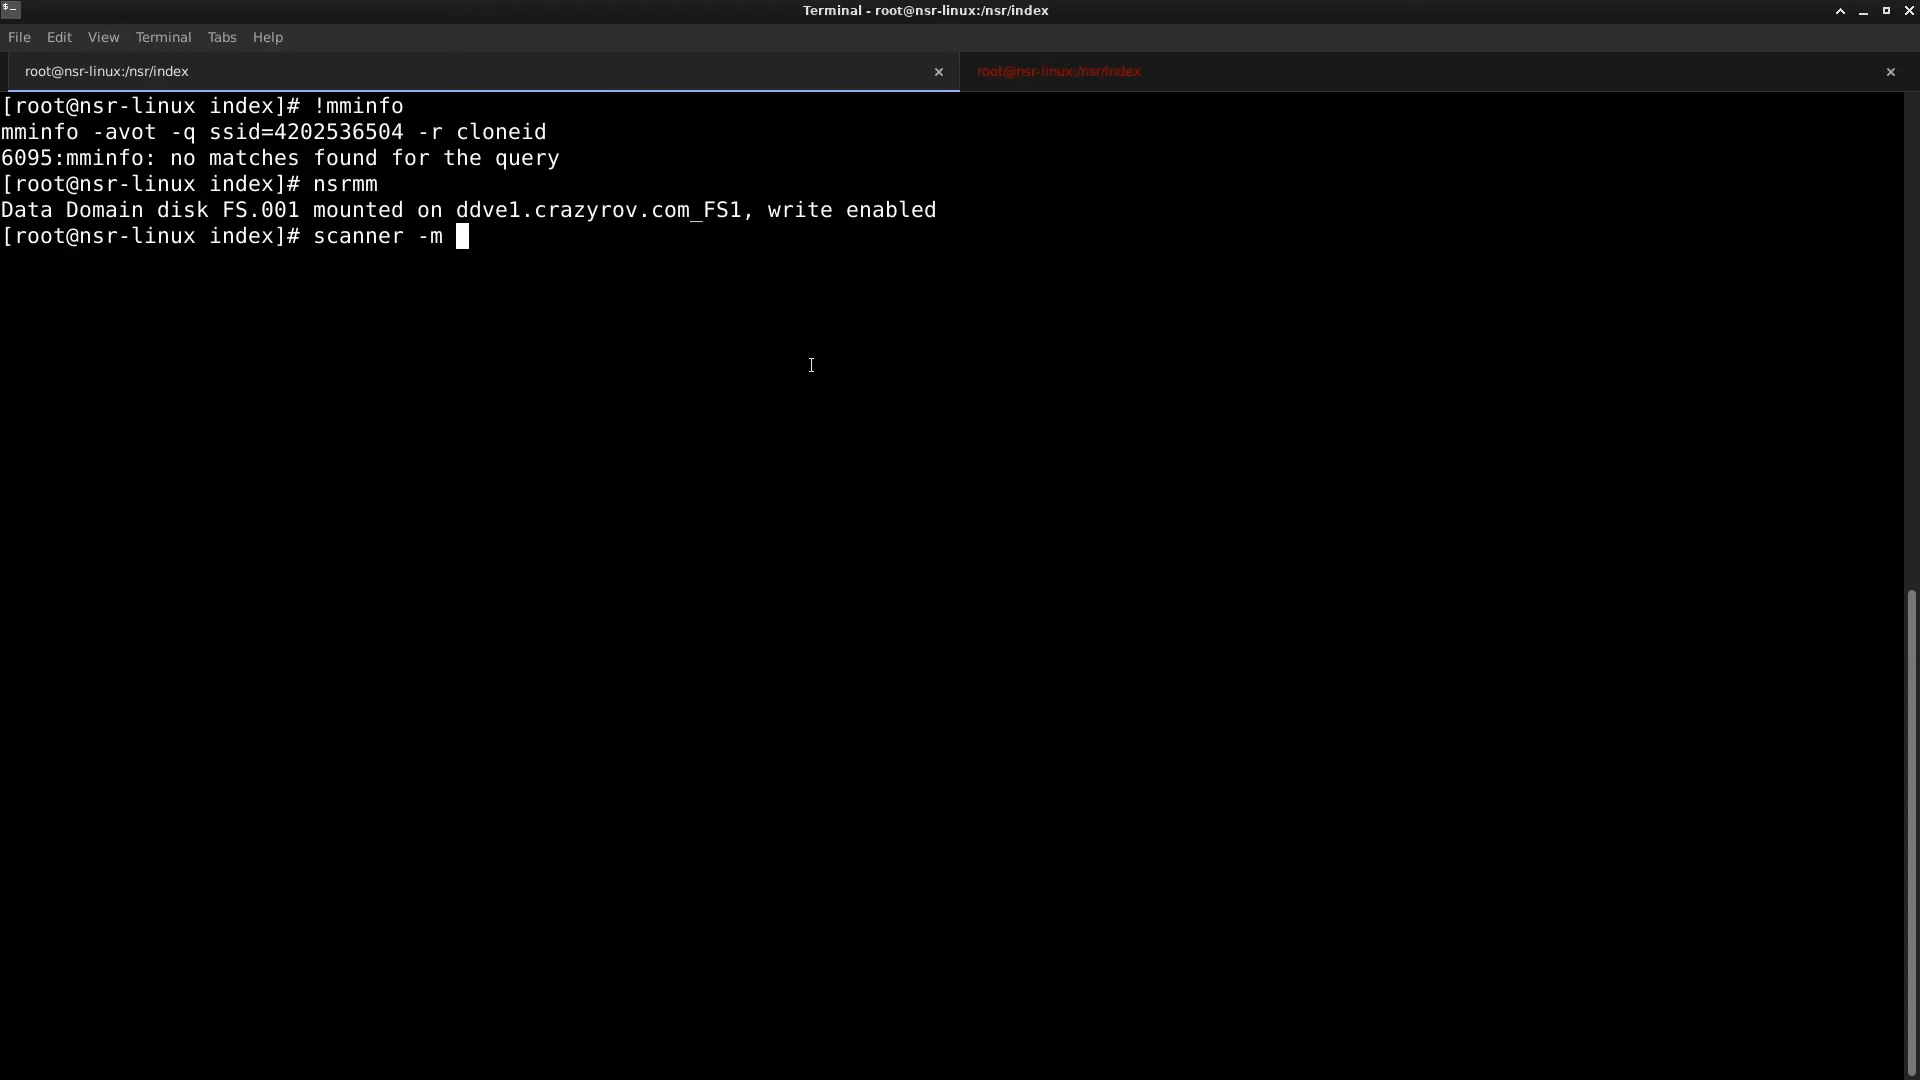 Terminal - root@nsr-linux:/nsr/index
File Edit View Terminal Tabs Help
root@nsr-linux:/nsr/index
root@nsr-linux:/nsr/index
[root@nsr-linux index]# !mminfo
mminfo -avot -q ssid=4202536504 -r cloneid
6095:mminfo: no matches found for the query
[root@nsr-linux index]# nsrmm
Data Domain disk FS.001 mounted on ddve1.crazyrov.com_FS1, write enabled
[root@nsr-linux index]# scanner -m